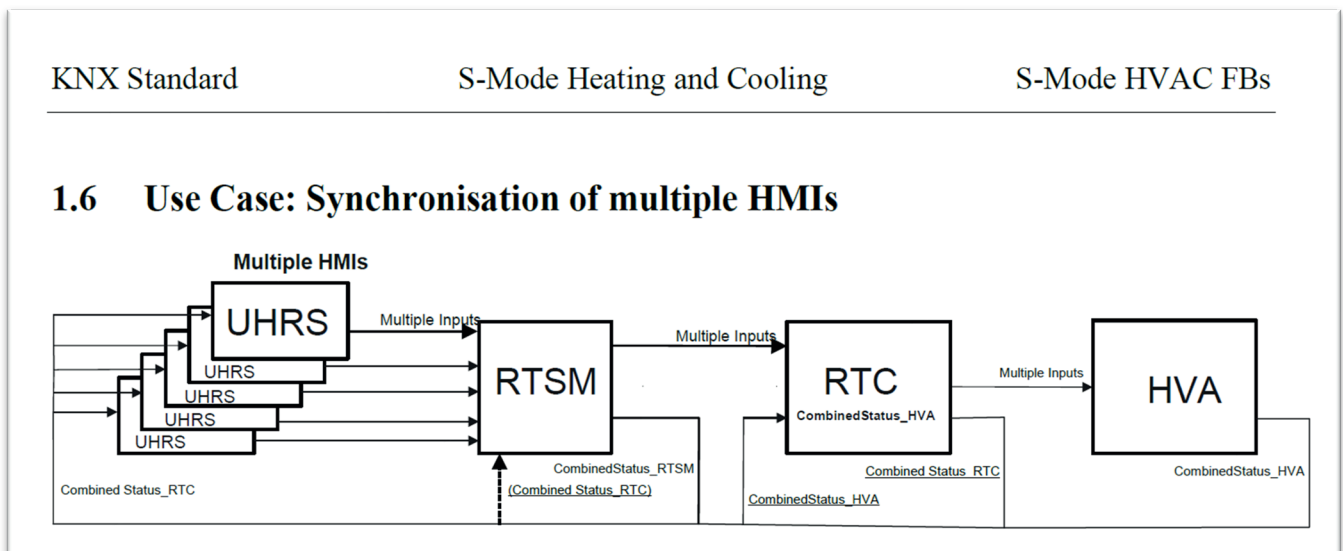 KNX Standard S-Mode Heating and Cooling S-Mode HVAC FBs
1.6 Use Case: Synchronisation of multiple HMIs
Multiple HMIs
UHRS
Multiple Inputs
UHRS
UHRS
UHRS
UHRS
RTSM
Multiple Inputs
RTC
CombinedStatus_HVA
Multiple Inputs
HVA
Combined Status_RTC
CombinedStatus_RTSM
(Combined Status_RTC)
Combined Status_RTC
CombinedStatus_HVA
CombinedStatus_HVA